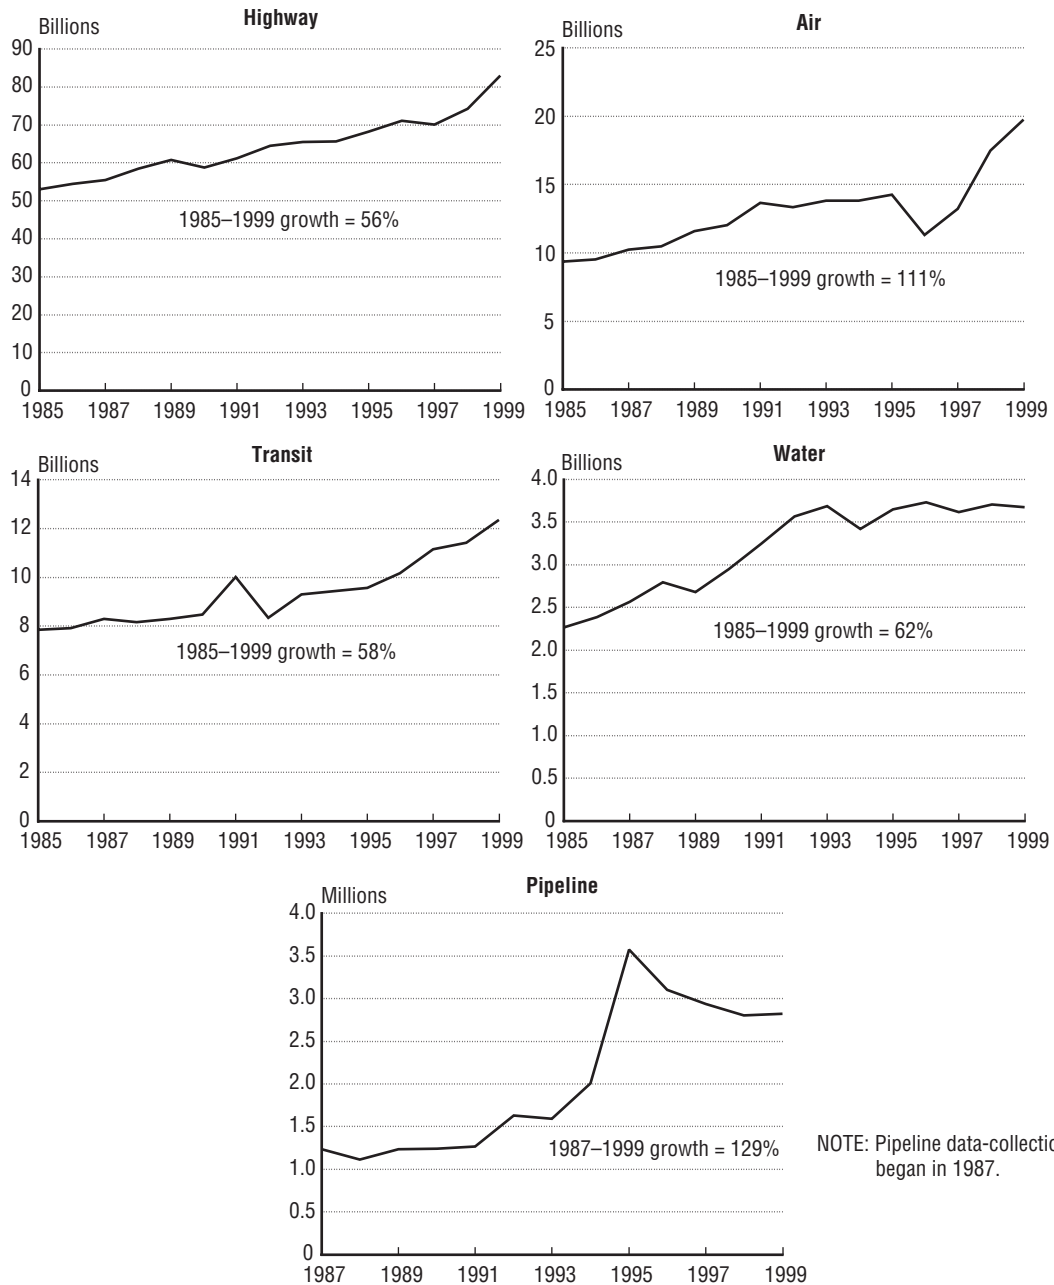 Highway
Billions
90
80
70
60
50
40
30
20
10
0
1985–1999 growth = 56%
1985 1987 1989 1991 1993 1995 1997 1999
Air
Billions
25
20
15
10
5
0
1985–1999 growth = 111%
1985 1987 1989 1991 1993 1995 1997 1999
Transit
Billions
14
12
10
8
6
4
2
0
1985–1999 growth = 58%
1985 1987 1989 1991 1993 1995 1997 1999
Water
Billions
4.0
3.5
3.0
2.5
2.0
1.5
1.0
0.5
0
1985–1999 growth = 62%
1985 1987 1989 1991 1993 1995 1997 1999
Pipeline
Millions
4.0
3.5
3.0
2.5
2.0
1.5
1.0
0.5
0
1987–1999 growth = 129%
1987 1989 1991 1993 1995 1997 1999
NOTE: Pipeline data-collectio
began in 1987.